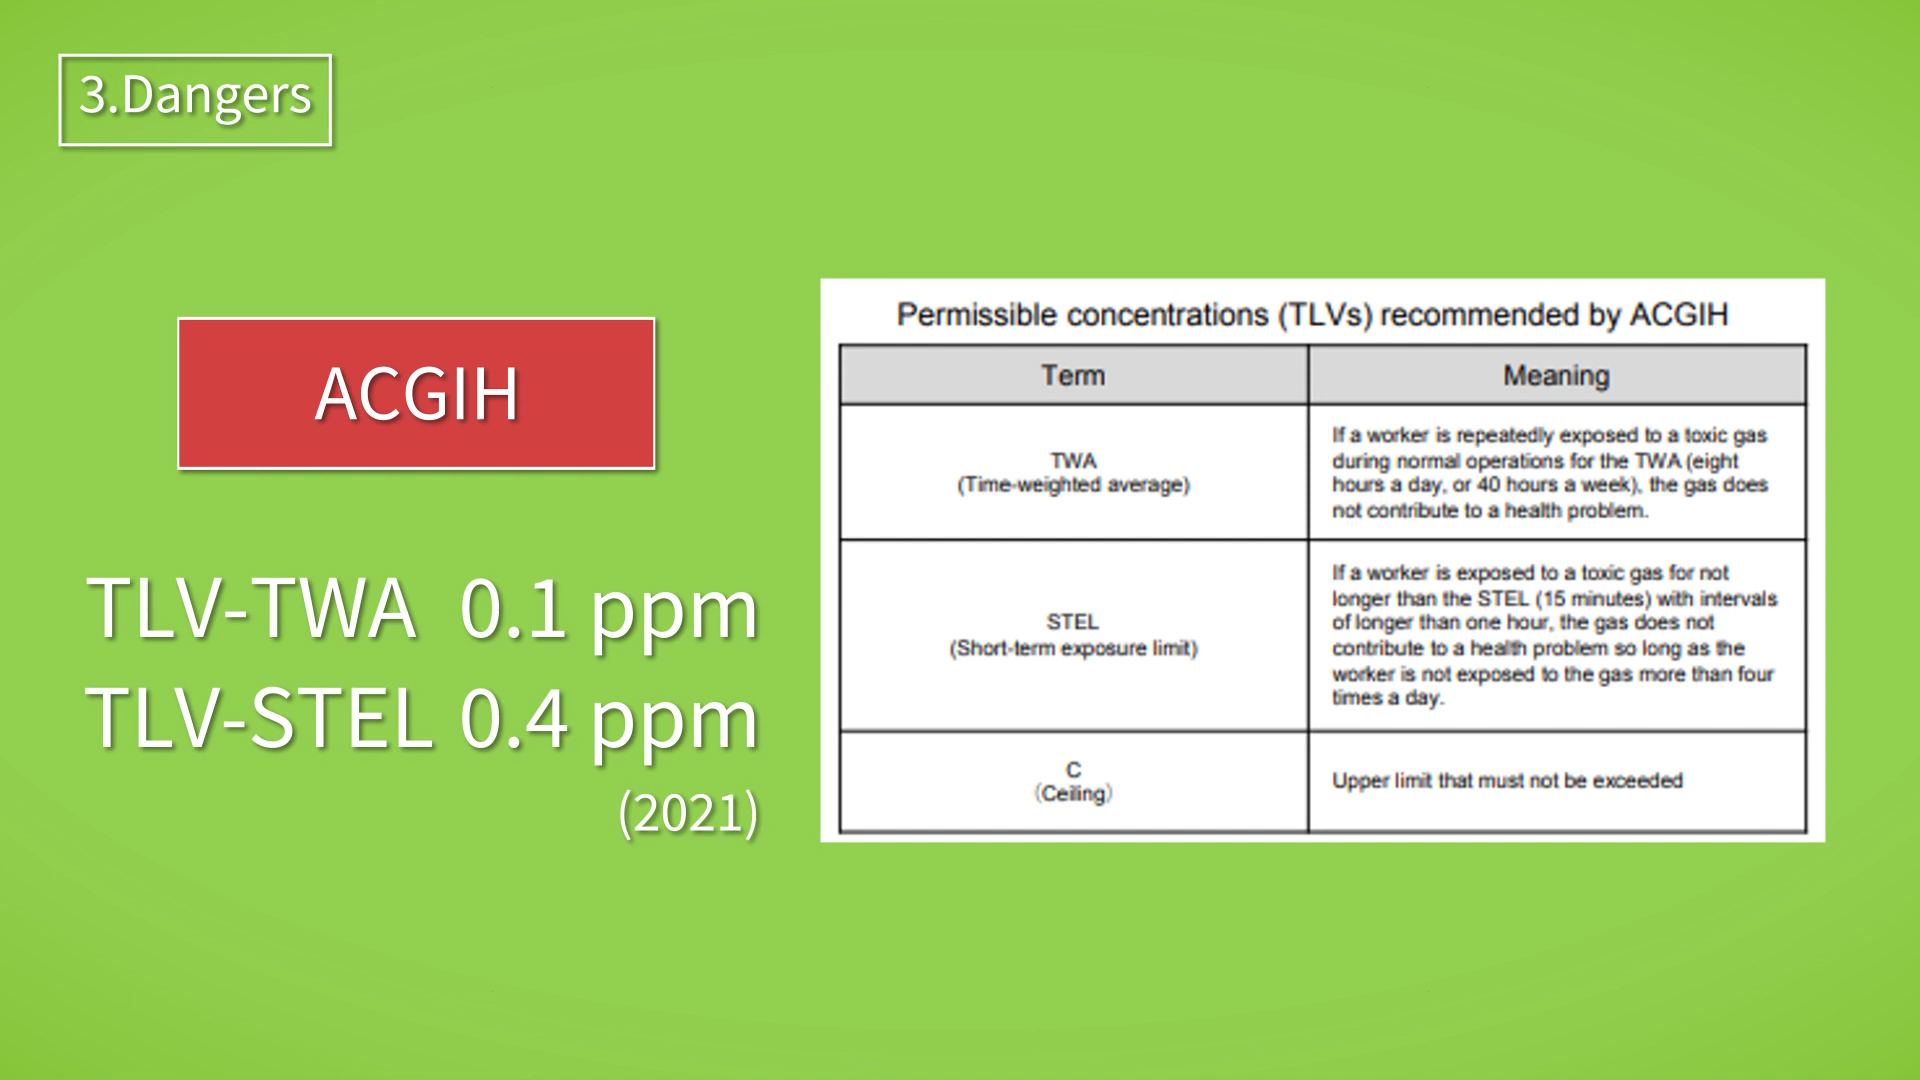 3.Dangers
ACGIH
TLV-TWA 0.1 ppm
TLV-STEL 0.4 ppm
(2021)
Permissible concentrations (TLVs) recommended by ACGIH
Term
Meaning
TWA
(Time-weighted average)
If a worker is repeatedly exposed to a toxic gas
during normal operations for the TWA (eight
hours a day, or 40 hours a week), the gas does
not contribute to a health problem.
STEL
(Short-term exposure limit)
If a worker is exposed to a toxic gas for not
longer than the STEL (15 minutes) with intervals
of longer than one hour, the gas does not
contribute to a health problem so long as the
worker is not exposed to the gas more than four
times a day.
C
(Ceiling)
Upper limit that must not be exceeded